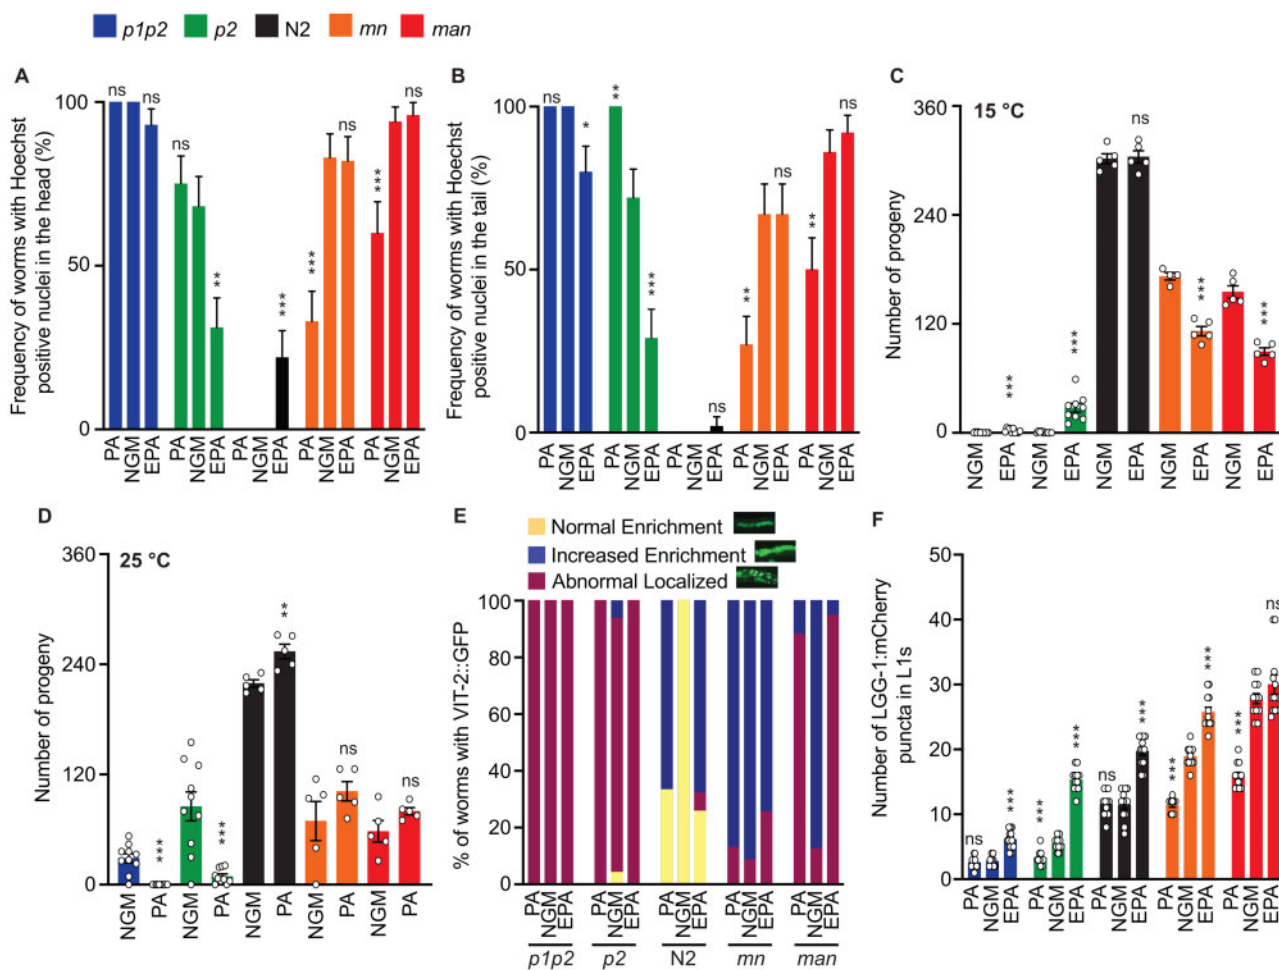 p1p2 p2 N2 mn man
A
Frequency of worms with Hoechst
positive nuclei in the head (%)
100
50
0
ns ns ns ** *** *** ns *** ns
PA NGM EPA PA NGM EPA PA NGM EPA PA NGM EPA PA NGM EPA
B
Frequency of worms with Hoechst
positive nuclei in the tail (%)
100
50
0
ns * ** *** ns ** ns ** ns
PA NGM EPA PA NGM EPA PA NGM EPA PA NGM EPA PA NGM EPA
C
15 °C
Number of progeny
360
240
120
0
*** *** ns *** ***
NGM EPA NGM EPA NGM EPA NGM EPA NGM EPA
D
25 °C
Number of progeny
360
240
120
0
*** *** ** ns ns
NGM PA NGM PA NGM PA NGM PA NGM PA
E
Normal Enrichment
Increased Enrichment
Abnormal Localized
% of worms with VIT-2::GFP
100
80
60
40
20
0
PA NGM EPA PA NGM EPA PA NGM EPA PA NGM EPA PA NGM EPA
p1p2 p2 N2 mn man
F
Number of LGG-1:mCherry
puncta in L1s
50
40
30
20
10
0
ns *** *** *** ns *** *** *** *** ns
PA NGM EPA PA NGM EPA PA NGM EPA PA NGM EPA PA NGM EPA